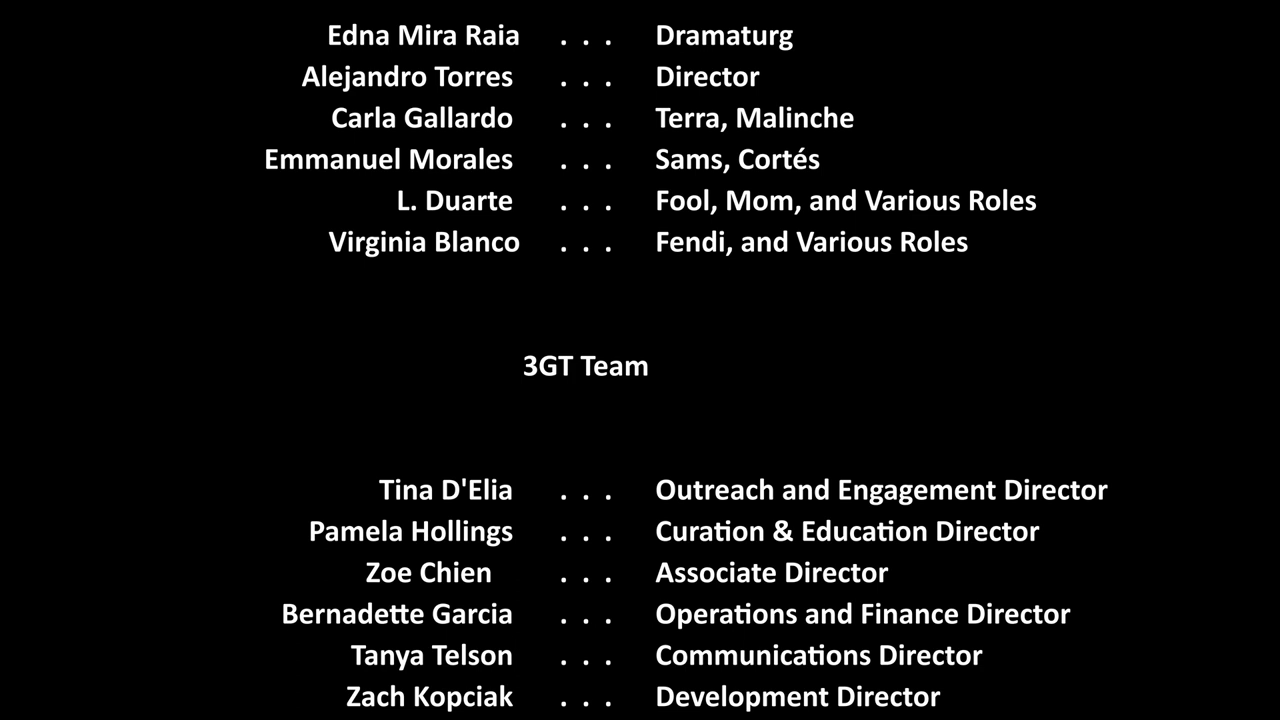 Edna Mira Raia . . . Dramaturg
Alejandro Torres . . . Director
Carla Gallardo . . . Terra, Malinche
Emmanuel Morales . . . Sams, Cortés
L. Duarte . . . Fool, Mom, and Various Roles
Virginia Blanco . . . Fendi, and Various Roles
3GT Team
Tina D'Elia . . . Outreach and Engagement Director
Pamela Hollings . . . Curation & Education Director
Zoe Chien . . . Associate Director
Bernadette Garcia . . . Operations and Finance Director
Tanya Telson . . . Communications Director
Zach Kopciak . . . Development Director